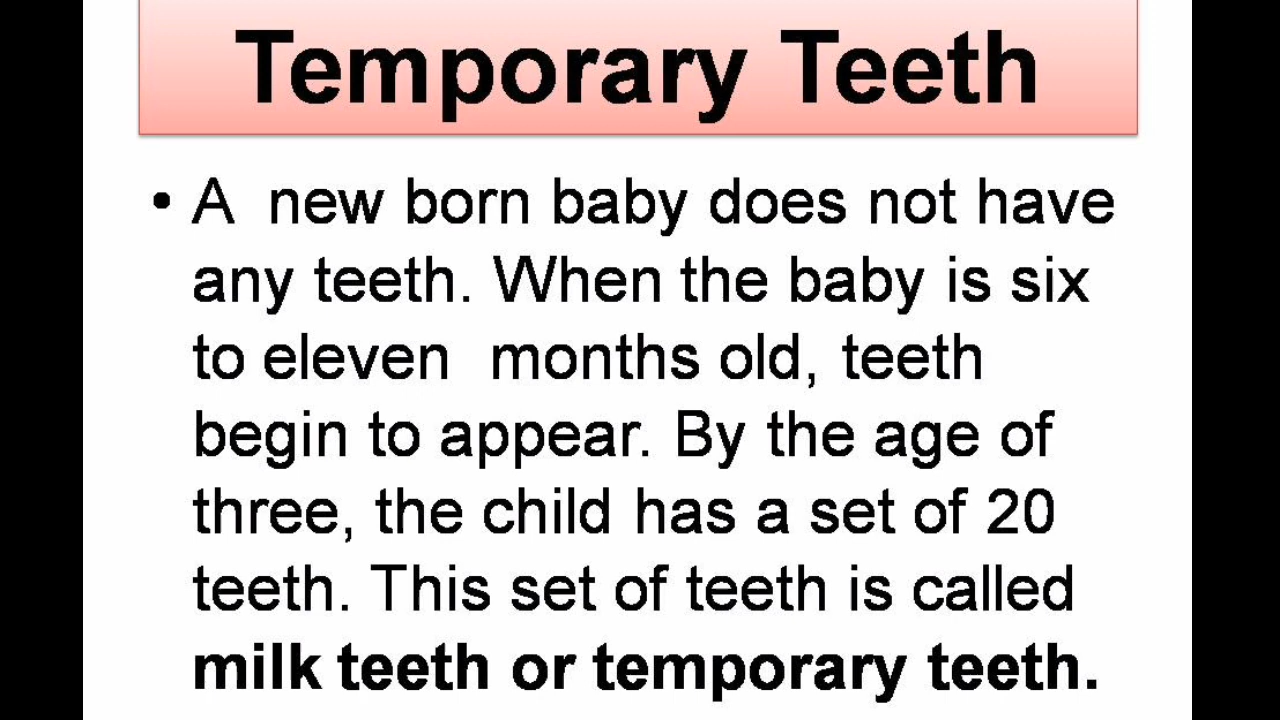 Temporary Teeth
• A  new born baby does not have
any teeth. When the baby is six
to eleven  months old, teeth
begin to appear. By the age of
three, the child has a set of 20
teeth. This set of teeth is called
milk teeth or temporary teeth.